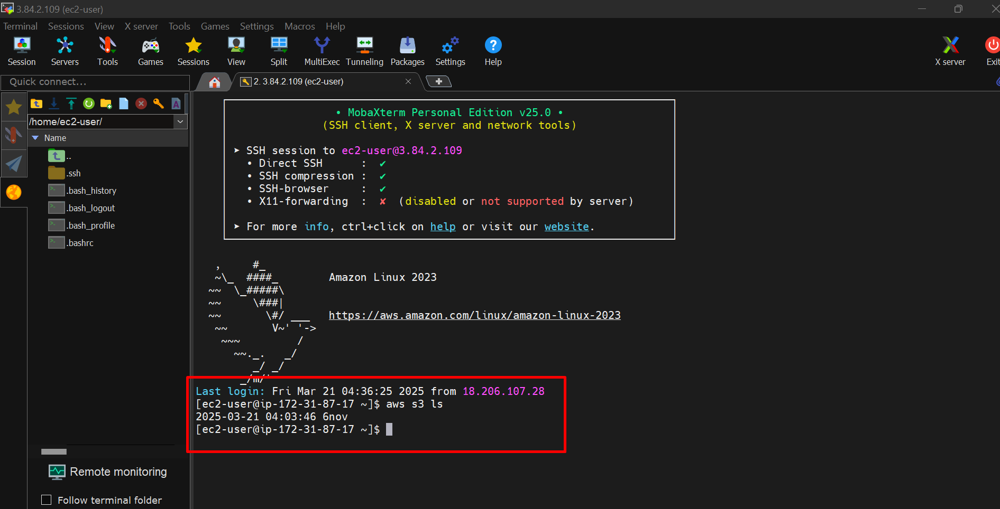 3.84.2.109 (ec2-user)
Terminal Sessions View X server Tools Games Settings Macros Help
Session Servers Tools Games Sessions View Split MultiExec Tunneling Packages Settings Help X server Exit
Quick connect...
2. 3.84.2.109 (ec2-user)
/home/ec2-user/
Name
..
.ssh
.bash_history
.bash_logout
.bash_profile
.bashrc
Remote monitoring
Follow terminal folder
• MobaXterm Personal Edition v25.0 •
(SSH client, X server and network tools)
➤ SSH session to ec2-user@3.84.2.109
• Direct SSH : ✔
• SSH compression : ✔
• SSH-browser : ✔
• X11-forwarding : ✘ (disabled or not supported by server)
➤ For more info, ctrl+click on help or visit our website.
,      #_
~\_  ####_        Amazon Linux 2023
~~  \_#####\
~~     \###|
~~       \#/ ___   https://aws.amazon.com/linux/amazon-linux-2023
~~       V~' '->
~~~         /
~~._.   _/
_/ _/
_/m/'
Last login: Fri Mar 21 04:36:25 2025 from 18.206.107.28
[ec2-user@ip-172-31-87-17 ~]$ aws s3 ls
2025-03-21 04:03:46 6nov
[ec2-user@ip-172-31-87-17 ~]$